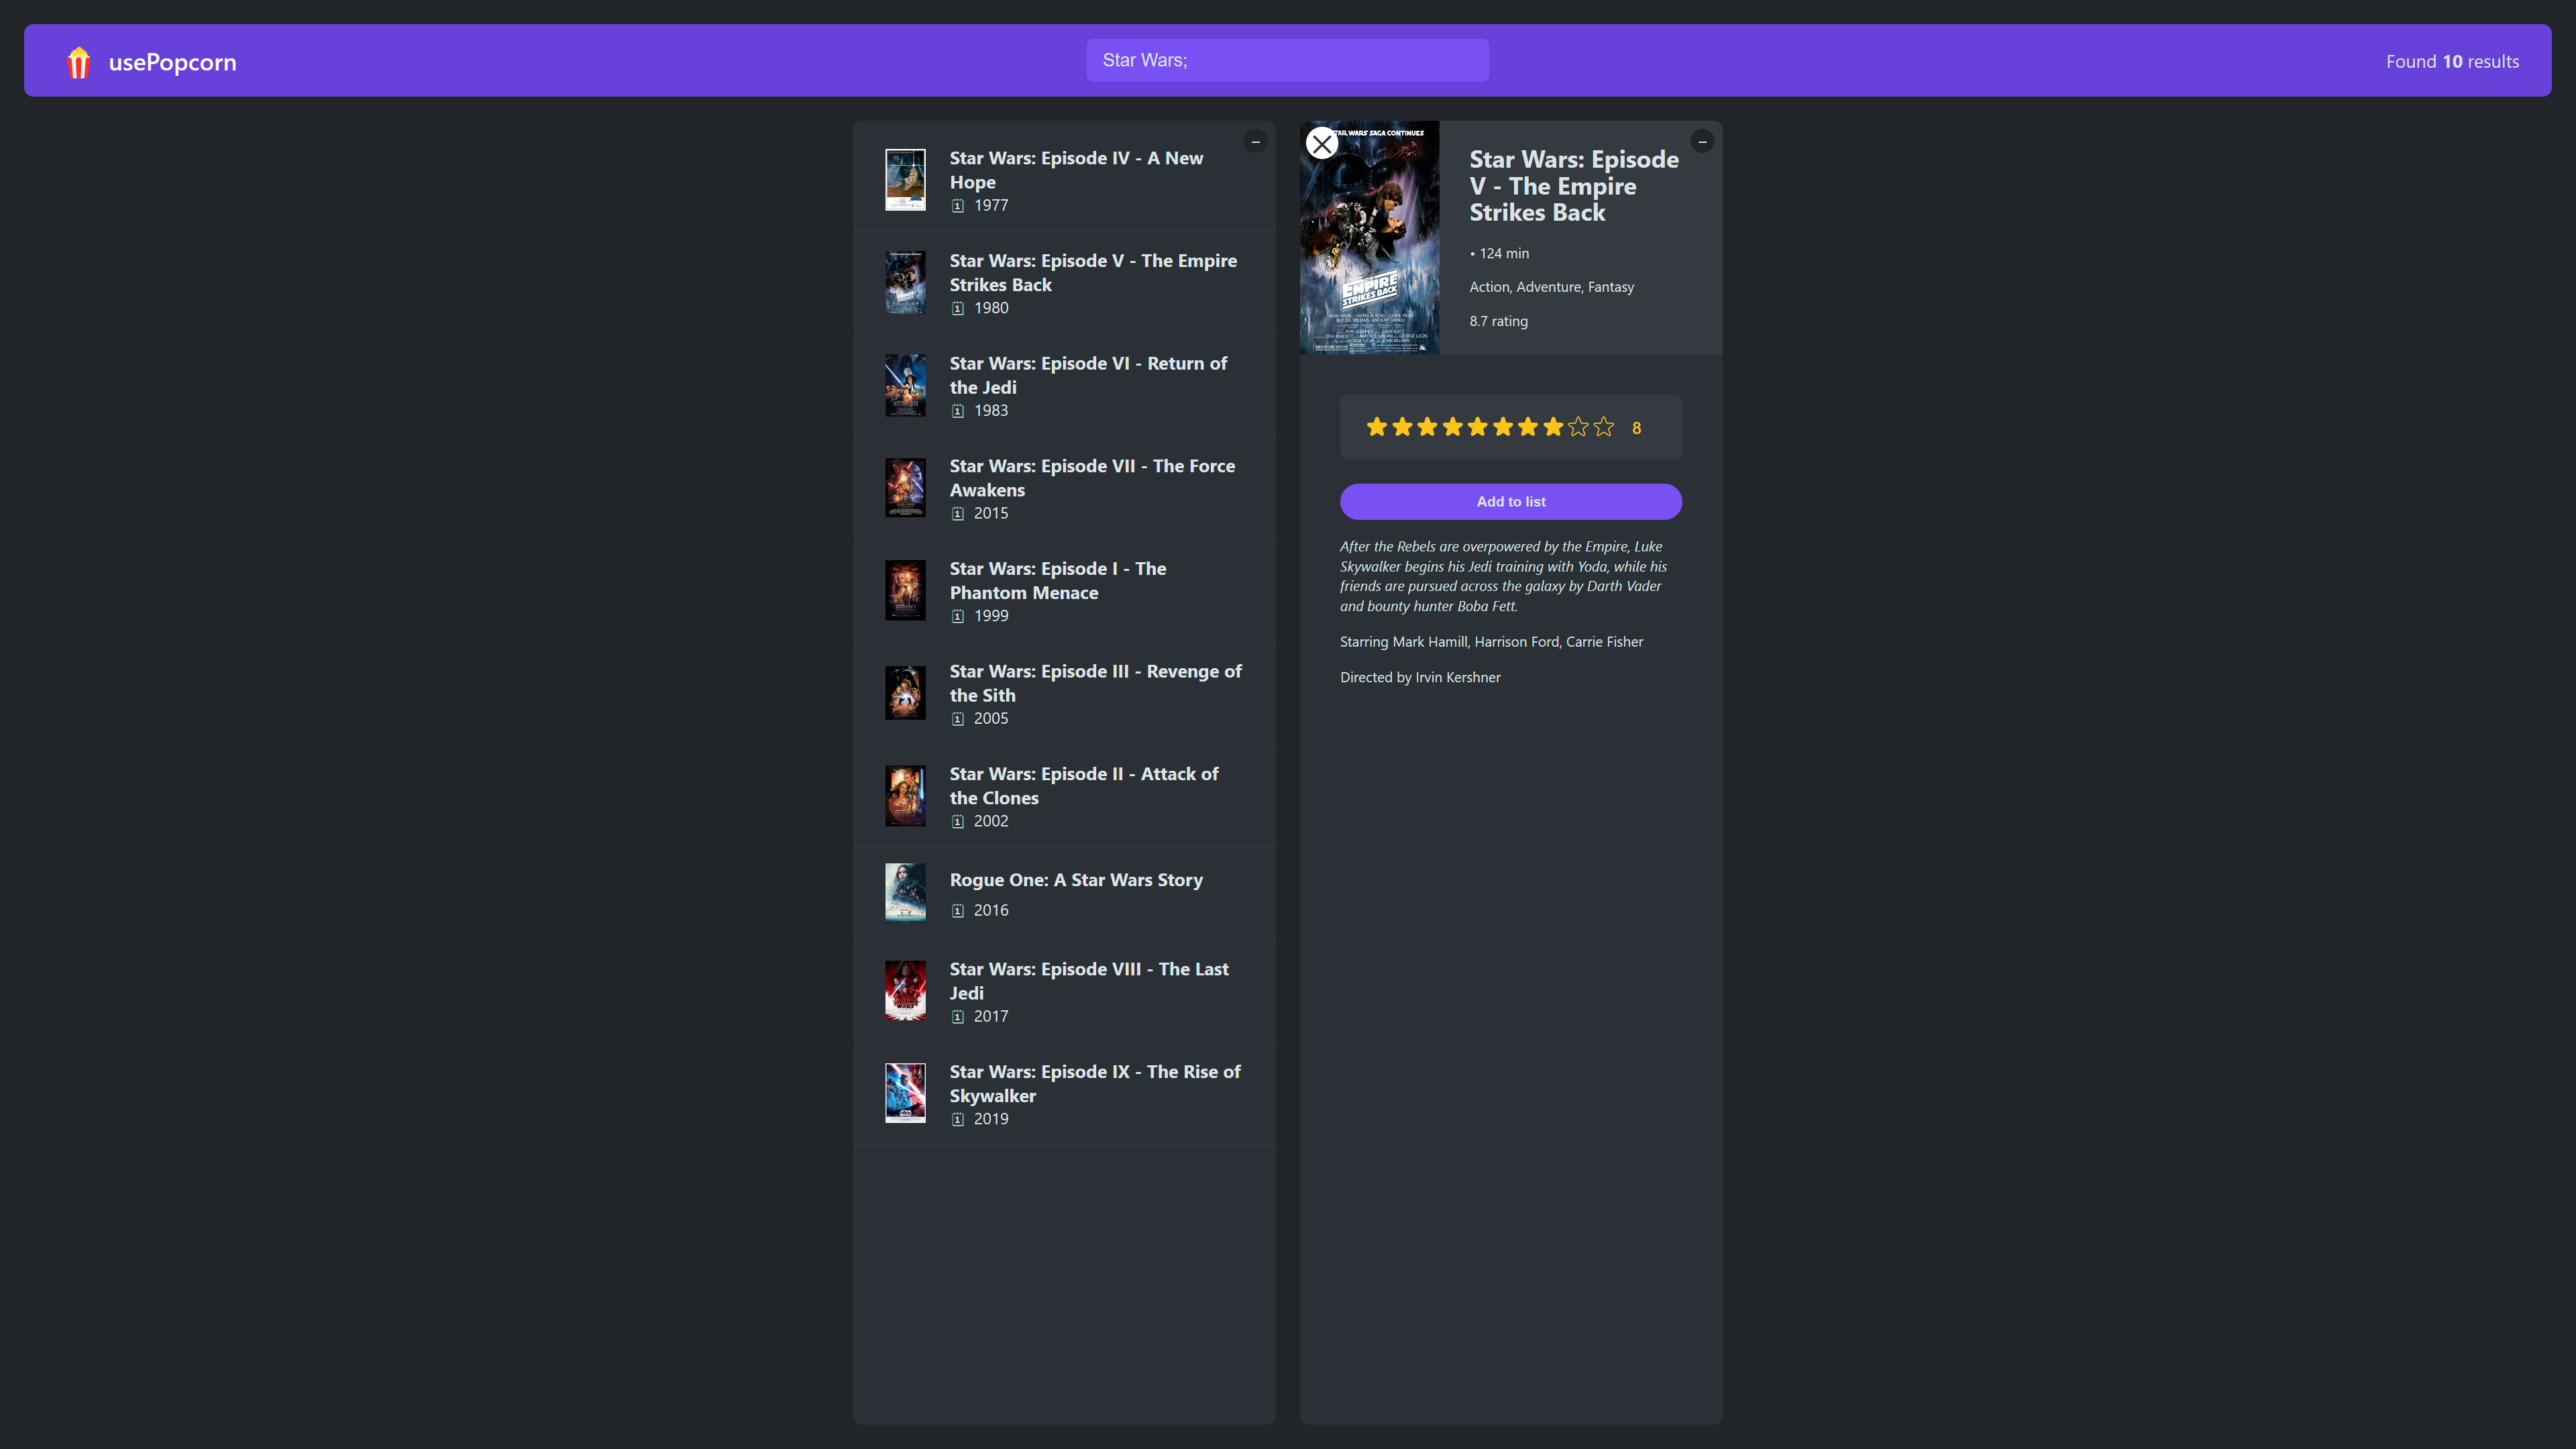 usePopcorn
Star Wars;
Found 10 results
Star Wars: Episode IV - A New
Hope
1977
Star Wars: Episode V - The Empire
Strikes Back
1980
Star Wars: Episode VI - Return of
the Jedi
1983
Star Wars: Episode VII - The Force
Awakens
2015
Star Wars: Episode I - The
Phantom Menace
1999
Star Wars: Episode III - Revenge of
the Sith
2005
Star Wars: Episode II - Attack of
the Clones
2002
Rogue One: A Star Wars Story
2016
Star Wars: Episode VIII - The Last
Jedi
2017
Star Wars: Episode IX - The Rise of
Skywalker
2019
STAR WARS SAGA CONTINUES
EMPIRE
STRIKES BACK
Star Wars: Episode
V - The Empire
Strikes Back
• 124 min
Action, Adventure, Fantasy
8.7 rating
8
Add to list
After the Rebels are overpowered by the Empire, Luke
Skywalker begins his Jedi training with Yoda, while his
friends are pursued across the galaxy by Darth Vader
and bounty hunter Boba Fett.
Starring Mark Hamill, Harrison Ford, Carrie Fisher
Directed by Irvin Kershner